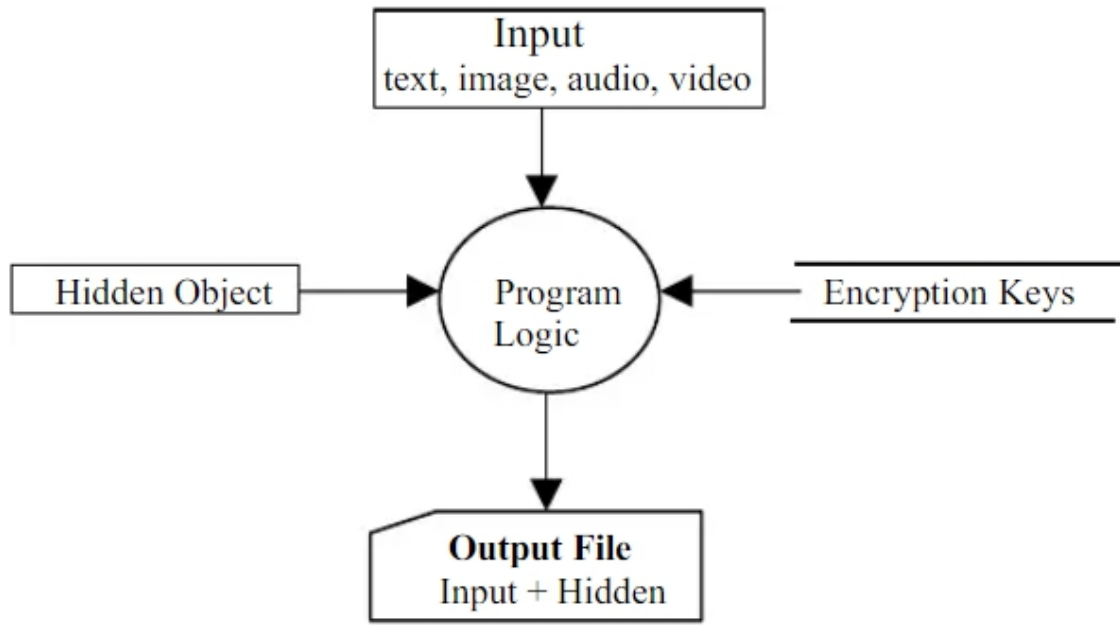 Input
text, image, audio, video
Hidden Object
Program
Logic
Encryption Keys
Output File
Input + Hidden